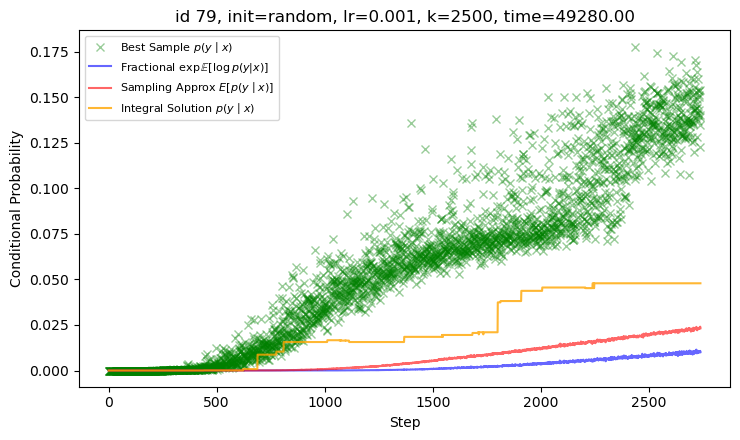 id 79, init=random, lr=0.001, k=2500, time=49280.00
Best Sample p(y | x)
Fractional exp𝔼[log p(y|x)]
Sampling Approx E[p(y | x)]
Integral Solution p(y | x)
0.175
0.150
0.125
0.100
0.075
0.050
0.025
0.000
Conditional Probability
0 500 1000 1500 2000 2500
Step